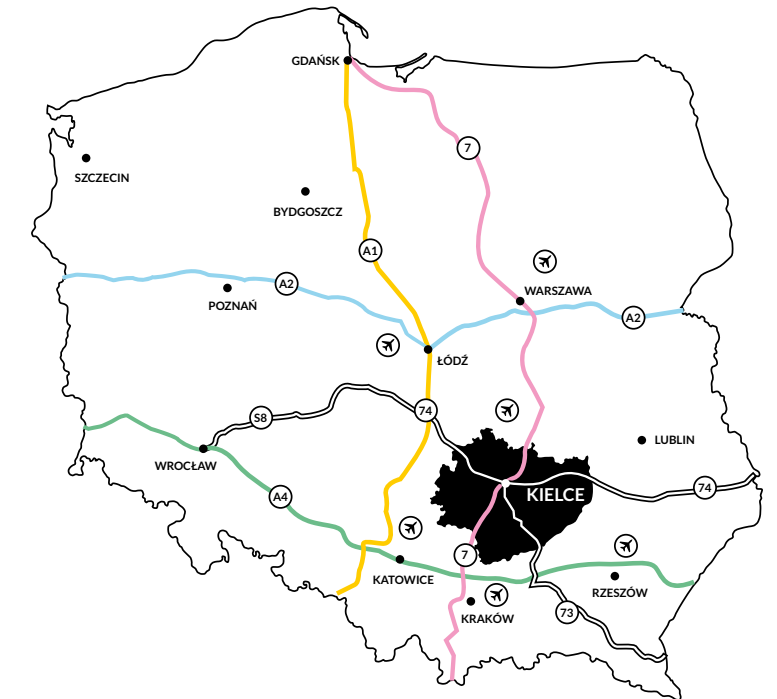 GDAŃSK
7
SZCZECIN
BYDGOSZCZ
A1
A2
WARSZAWA
POZNAŃ
A2
ŁÓDŹ
74
S8
LUBLIN
WROCŁAW
74
A4
KIELCE
7
KATOWICE
RZESZÓW
KRAKÓW
73